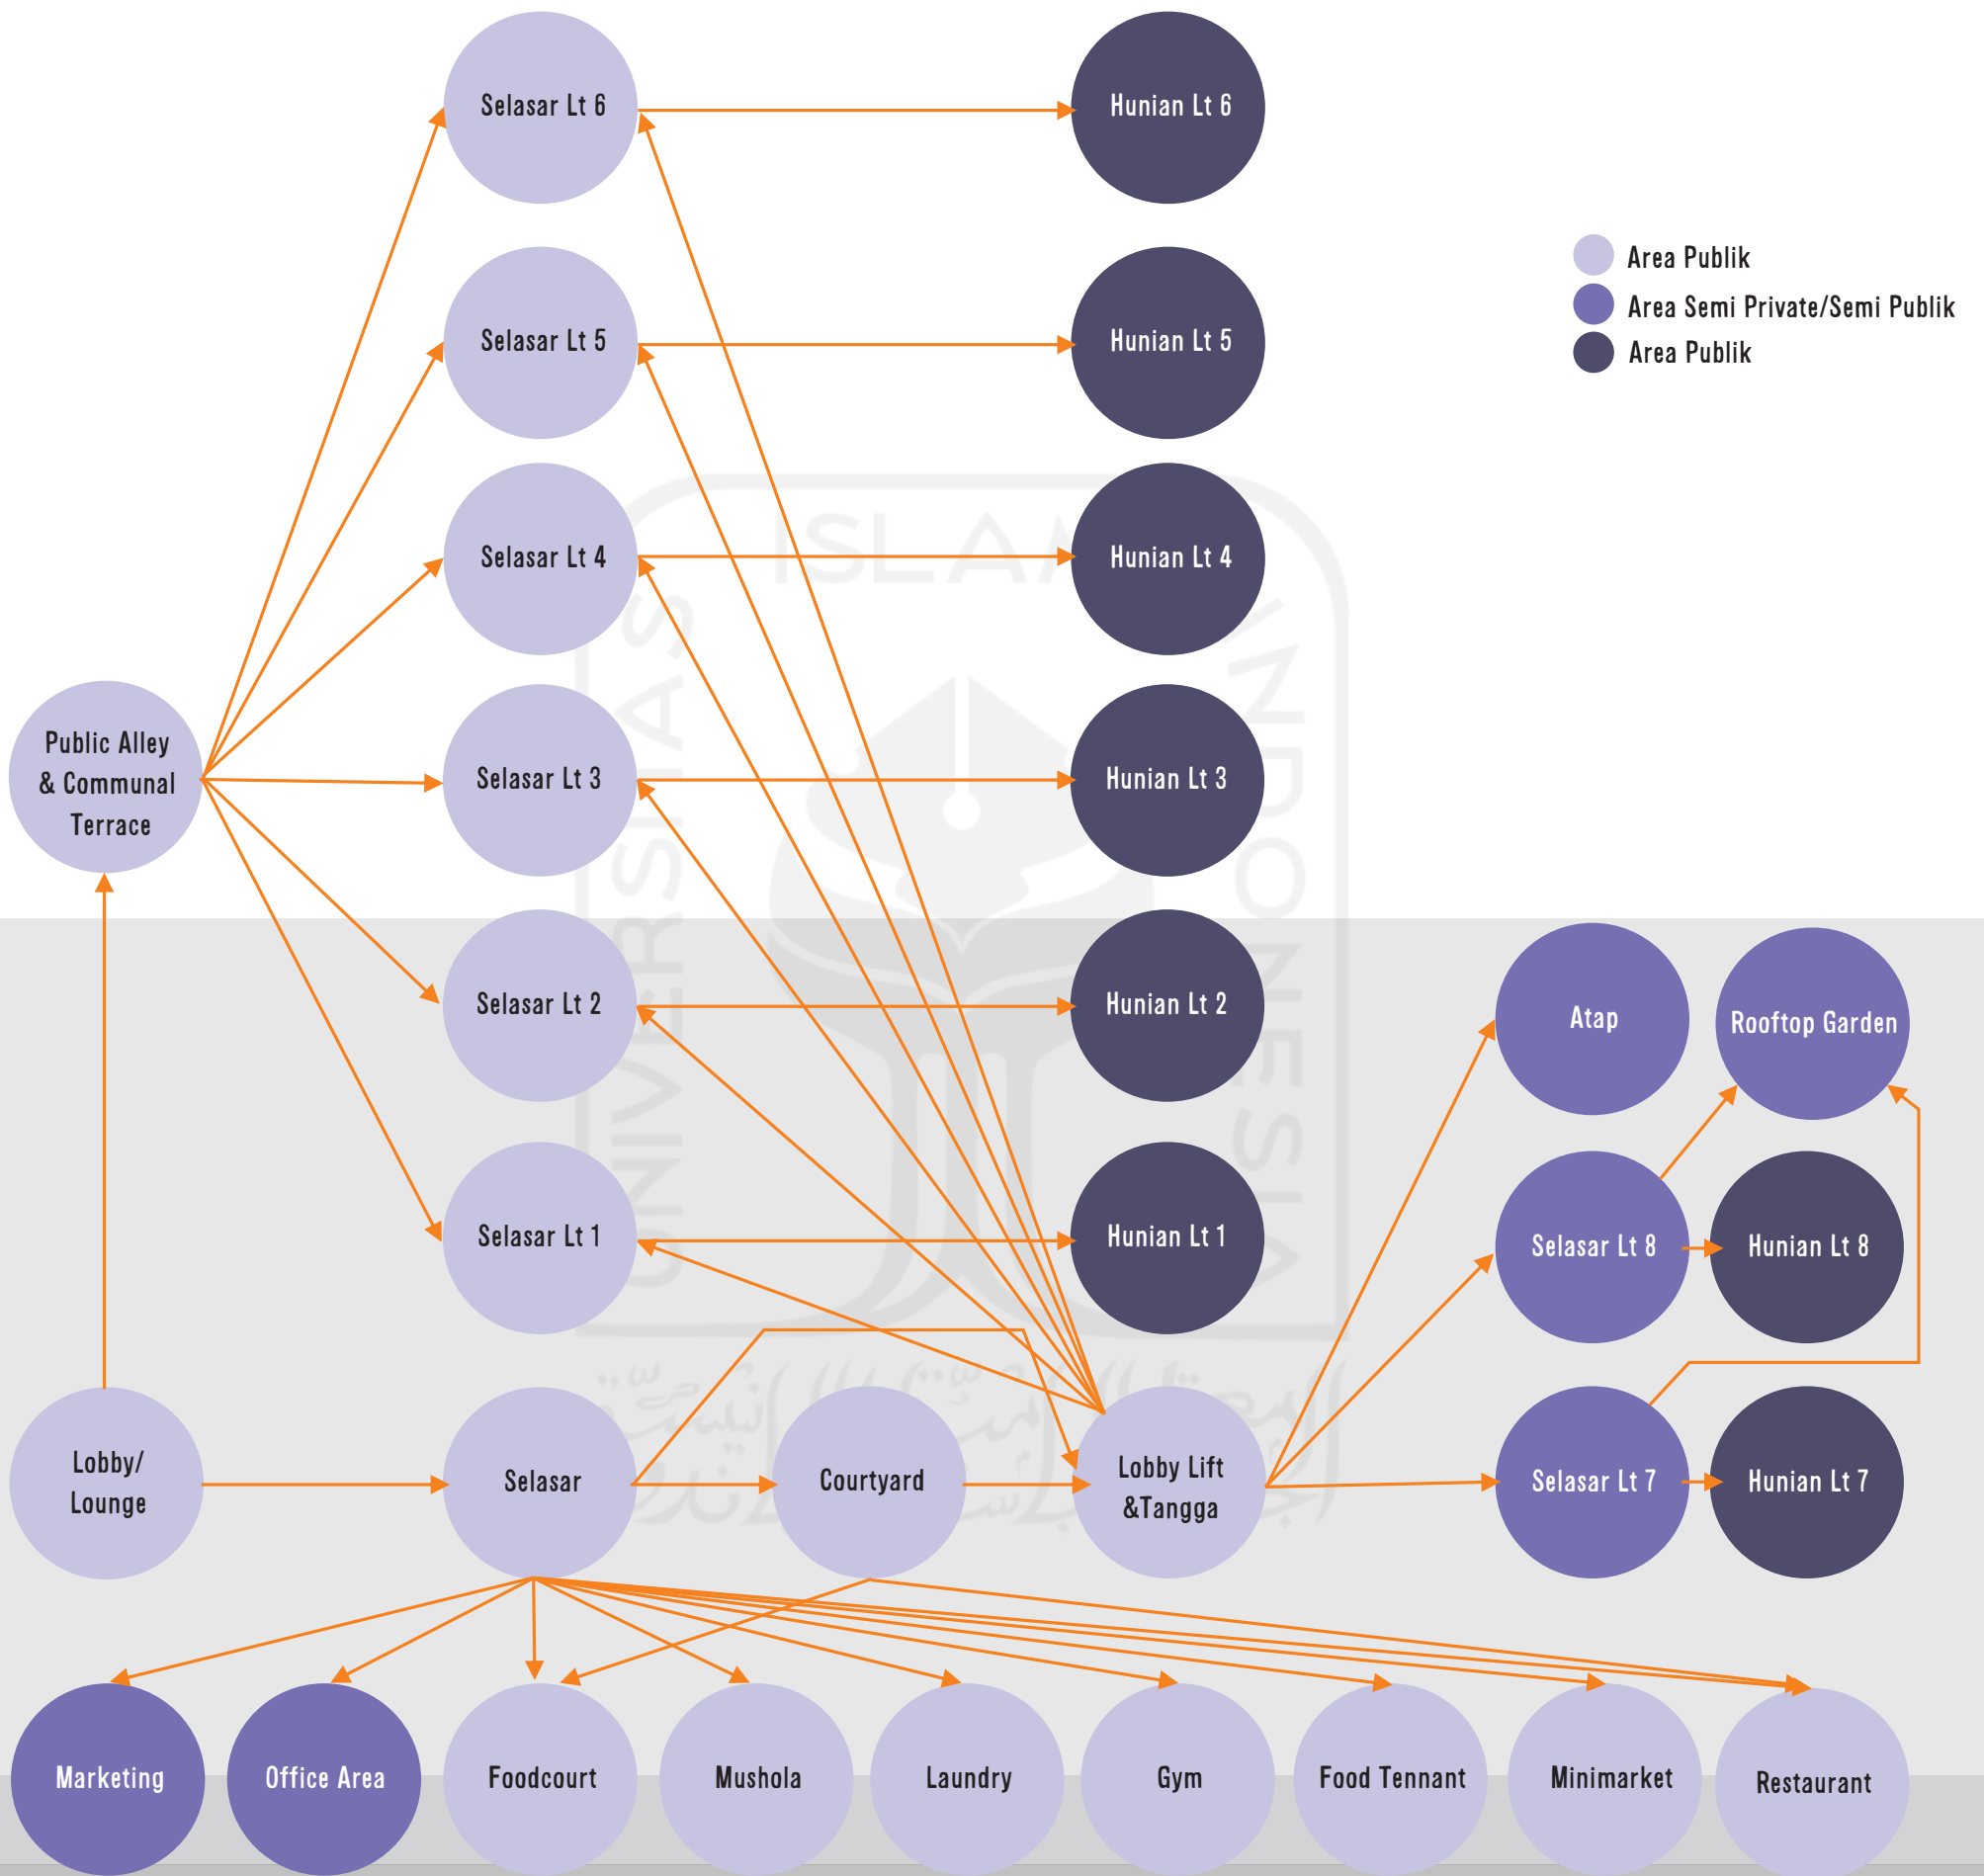 Selasar Lt 6
Hunian Lt 6
Area Publik
Area Semi Private/Semi Publik
Area Publik
Selasar Lt 5
Hunian Lt 5
Selasar Lt 4
Hunian Lt 4
Public Alley
& Communal
Terrace
Selasar Lt 3
Hunian Lt 3
Selasar Lt 2
Hunian Lt 2
Atap
Rooftop Garden
Selasar Lt 1
Hunian Lt 1
Selasar Lt 8
Hunian Lt 8
Lobby/
Lounge
Selasar
Courtyard
Lobby Lift
&Tangga
Selasar Lt 7
Hunian Lt 7
Marketing
Office Area
Foodcourt
Mushola
Laundry
Gym
Food Tennant
Minimarket
Restaurant